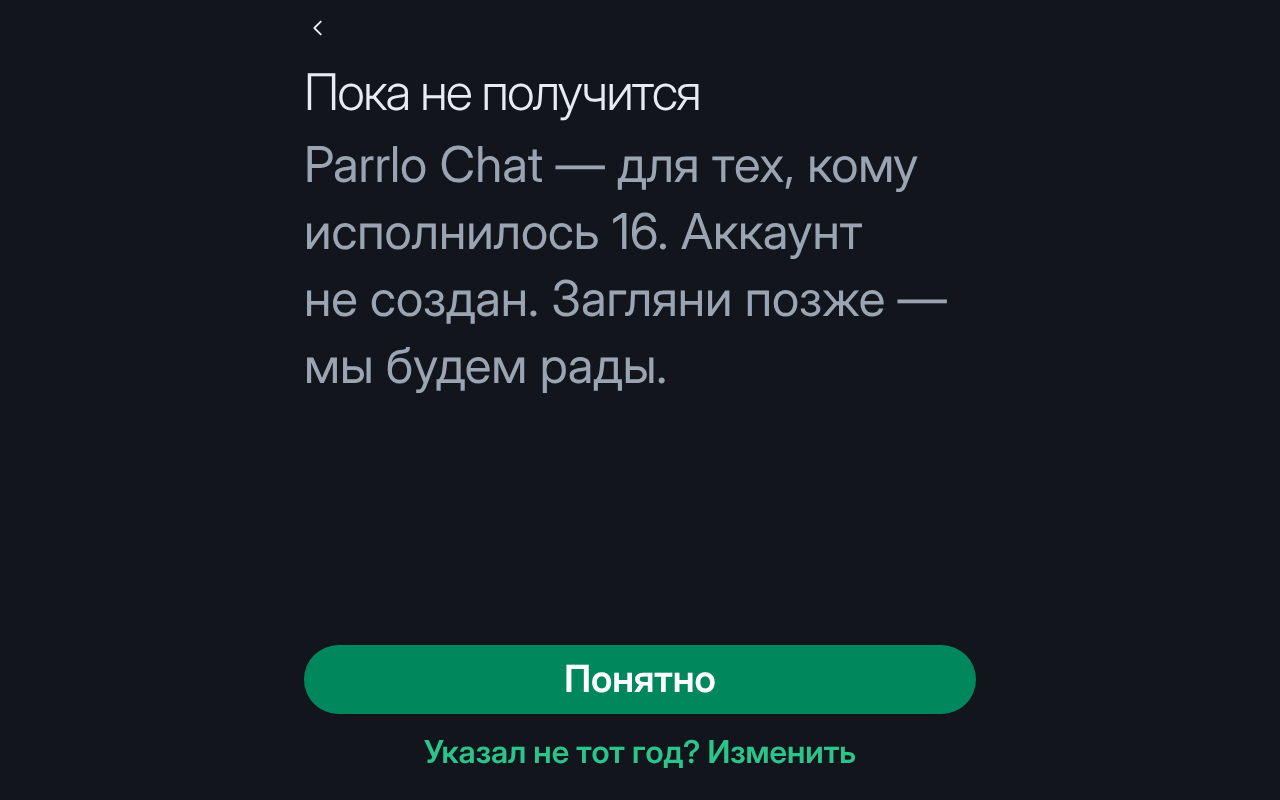 Пока не получится
Parrlo Chat — для тех, кому
исполнилось 16. Аккаунт
не создан. Загляни позже —
мы будем рады.
Понятно
Указал не тот год? Изменить